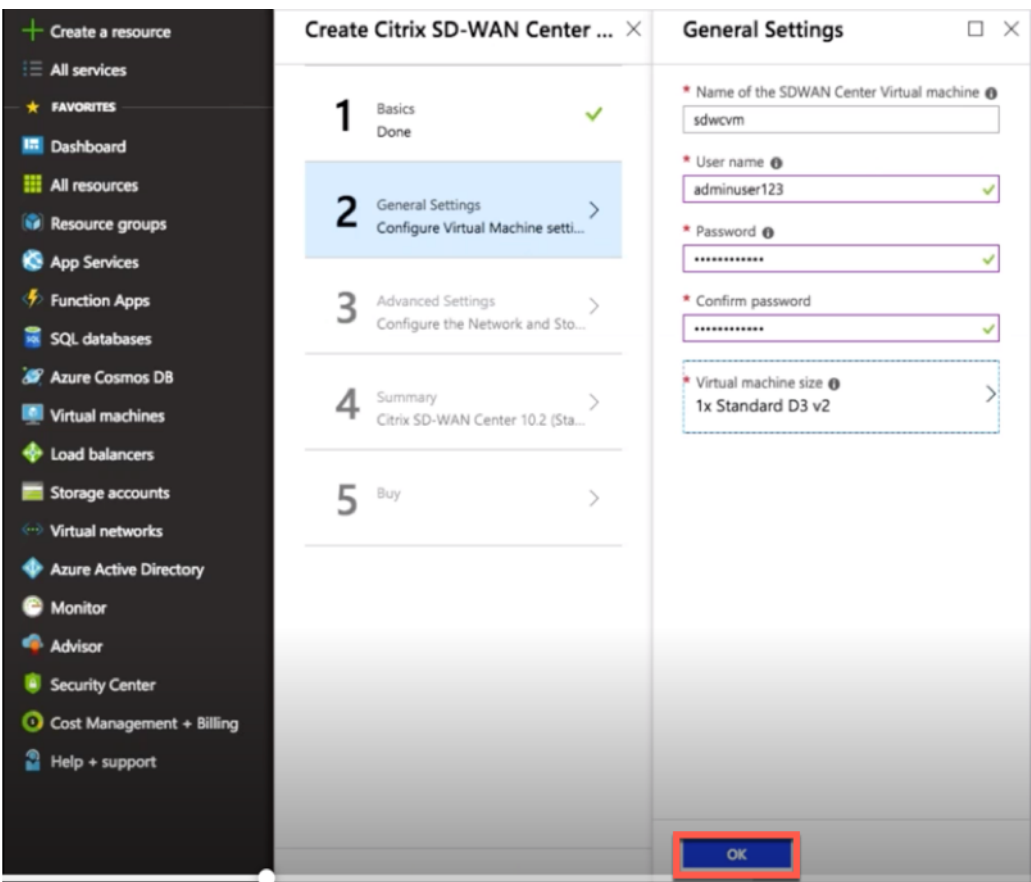 Create a resource
All services
FAVORITES
Dashboard
All resources
Resource groups
App Services
Function Apps
SQL databases
Azure Cosmos DB
Virtual machines
Load balancers
Storage accounts
Virtual networks
Azure Active Directory
Monitor
Advisor
Security Center
Cost Management + Billing
Help + support
Create Citrix SD-WAN Center ...
1
Basics
Done
2
General Settings
Configure Virtual Machine setti...
3
Advanced Settings
Configure the Network and Sto...
4
Summary
Citrix SD-WAN Center 10.2 (Sta...
5
Buy
General Settings
* Name of the SDWAN Center Virtual machine
sdwcvm
* User name
adminuser123
* Password
••••••••••••
* Confirm password
••••••••••••
* Virtual machine size
1x Standard D3 v2
OK